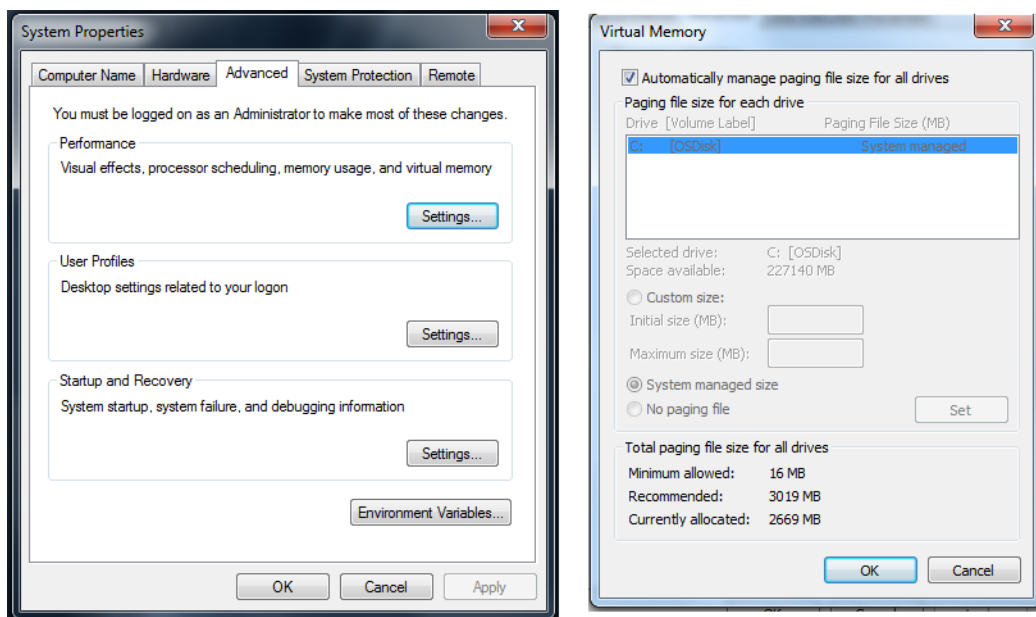 System Properties
Computer Name Hardware Advanced System Protection Remote
You must be logged on as an Administrator to make most of these changes.
Performance
Visual effects, processor scheduling, memory usage, and virtual memory
Settings...
User Profiles
Desktop settings related to your logon
Settings...
Startup and Recovery
System startup, system failure, and debugging information
Settings...
Environment Variables...
OK Cancel Apply
Virtual Memory
Automatically manage paging file size for all drives
Paging file size for each drive
Drive [Volume Label] Paging File Size (MB)
C: [OSDisk] System managed
Selected drive: C: [OSDisk]
Space available: 227140 MB
Custom size:
Initial size (MB):
Maximum size (MB):
System managed size
No paging file Set
Total paging file size for all drives
Minimum allowed: 16 MB
Recommended: 3019 MB
Currently allocated: 2669 MB
OK Cancel